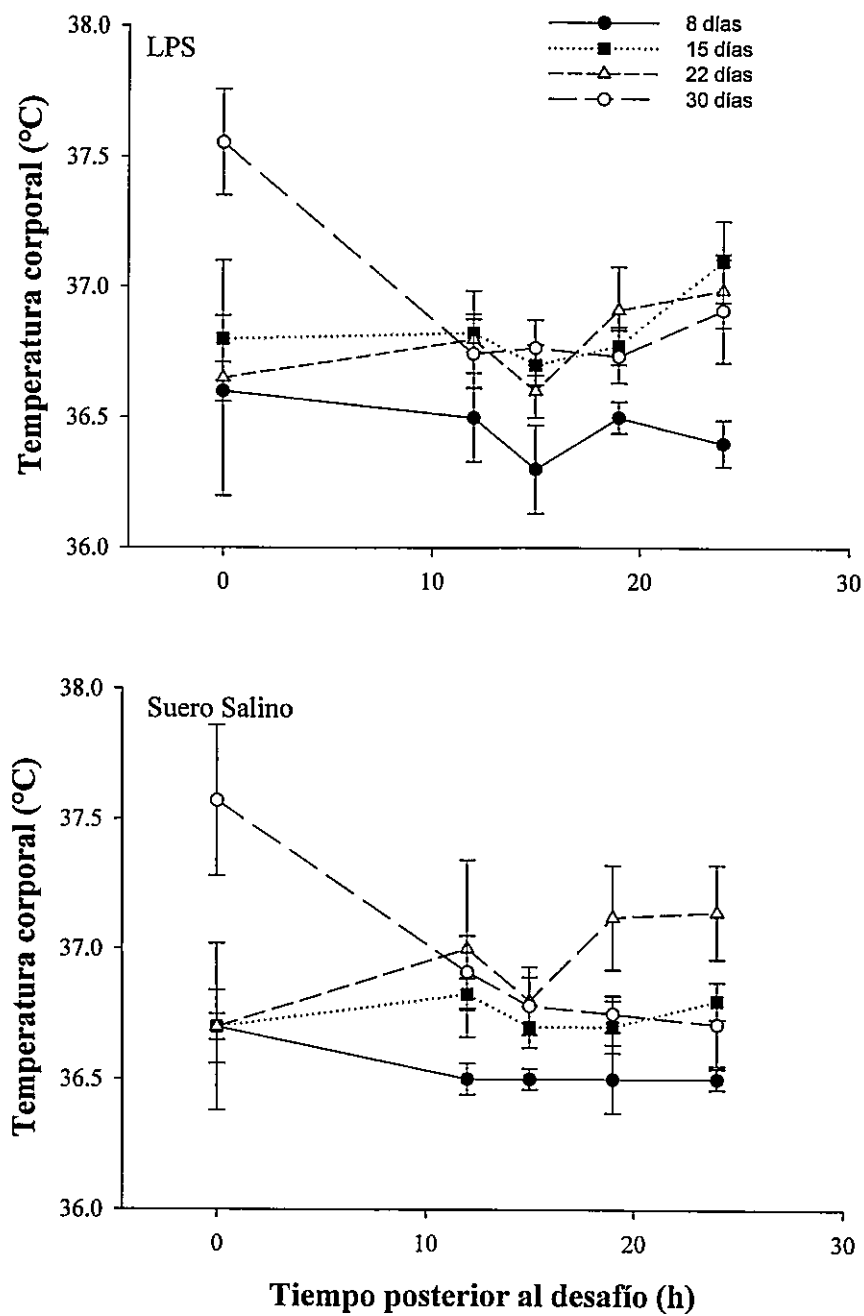 LPS
8 días
15 días
22 días
30 días
Temperatura corporal (°C)
38.0
37.5
37.0
36.5
36.0
0
10
20
30
Suero Salino
Temperatura corporal (°C)
38.0
37.5
37.0
36.5
36.0
0
10
20
30
Tiempo posterior al desafío (h)